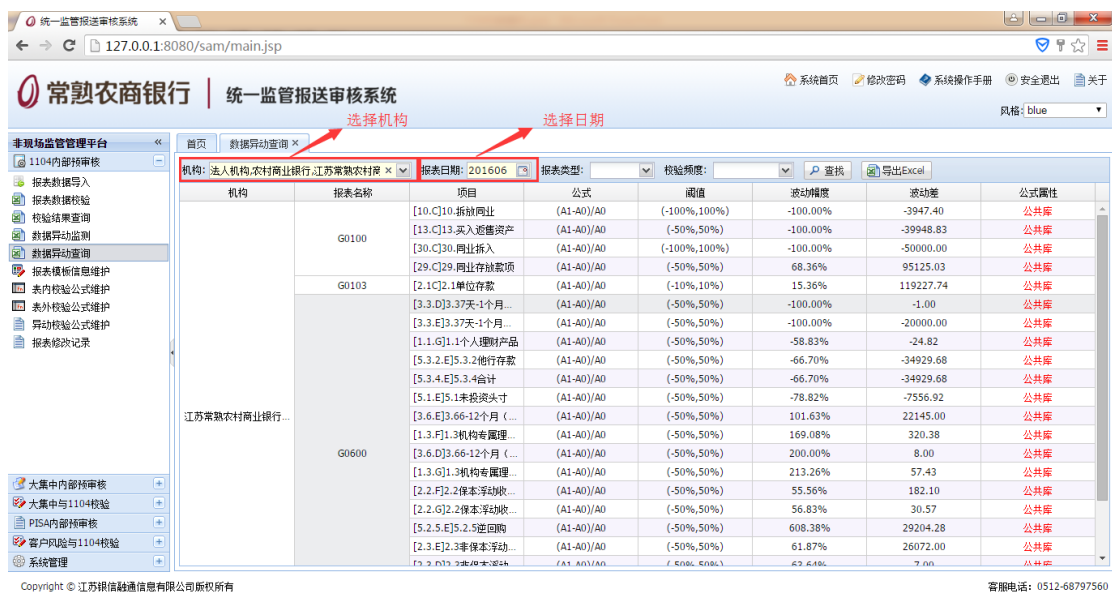 统一监管报送审核系统 ×
127.0.0.1:8080/sam/main.jsp
常熟农商银行 | 统一监管报送审核系统
系统首页 修改密码 系统操作手册 安全退出 关于
风格: blue
选择机构 选择日期
非现场监管管理平台 «
首页 数据异动查询 ×
1104内部预审核
机构: 法人机构,农村商业银行,江苏常熟农村商 × 报表日期: 201606 报表类型: 校验频度: 查找 导出Excel
报表数据导入
报表数据校验
校验结果查询
数据异动监测
数据异动查询
报表模板信息维护
表内校验公式维护
表外校验公式维护
异动校验公式维护
报表修改记录
大集中内部预审核
大集中与1104校验
PISA内部预审核
客户风险与1104校验
系统管理
机构 报表名称 项目 公式 阈值 波动幅度 波动差 公式属性
江苏常熟农村商业银行...
G0100
[10.C]10.拆放同业 (A1-A0)/A0 (-100%,100%) -100.00% -3947.40 公共库
[13.C]13.买入返售资产 (A1-A0)/A0 (-50%,50%) -100.00% -39948.83 公共库
[30.C]30.同业拆入 (A1-A0)/A0 (-100%,100%) -100.00% -50000.00 公共库
[29.C]29.同业存放款项 (A1-A0)/A0 (-50%,50%) 68.36% 95125.03 公共库
G0103 [2.1C]2.1单位存款 (A1-A0)/A0 (-10%,10%) 15.36% 119227.74 公共库
G0600
[3.3.D]3.37天-1个月... (A1-A0)/A0 (-50%,50%) -100.00% -1.00 公共库
[3.3.E]3.37天-1个月... (A1-A0)/A0 (-50%,50%) -100.00% -20000.00 公共库
[1.1.G]1.1个人理财产品 (A1-A0)/A0 (-50%,50%) -58.83% -24.82 公共库
[5.3.2.E]5.3.2他行存款 (A1-A0)/A0 (-50%,50%) -66.70% -34929.68 公共库
[5.3.4.E]5.3.4合计 (A1-A0)/A0 (-50%,50%) -66.70% -34929.68 公共库
[5.1.E]5.1未投资头寸 (A1-A0)/A0 (-50%,50%) -78.82% -7556.92 公共库
[3.6.E]3.66-12个月（... (A1-A0)/A0 (-50%,50%) 101.63% 22145.00 公共库
[1.3.F]1.3机构专属理... (A1-A0)/A0 (-50%,50%) 169.08% 320.38 公共库
[3.6.D]3.66-12个月（... (A1-A0)/A0 (-50%,50%) 200.00% 8.00 公共库
[1.3.G]1.3机构专属理... (A1-A0)/A0 (-50%,50%) 213.26% 57.43 公共库
[2.2.F]2.2保本浮动收... (A1-A0)/A0 (-50%,50%) 55.56% 182.10 公共库
[2.2.G]2.2保本浮动收... (A1-A0)/A0 (-50%,50%) 56.83% 30.57 公共库
[5.2.5.E]5.2.5逆回购 (A1-A0)/A0 (-50%,50%) 608.38% 29204.28 公共库
[2.3.E]2.3非保本浮动... (A1-A0)/A0 (-50%,50%) 61.87% 26072.00 公共库
[2.3.D]2.3非保本浮动... (A1-A0)/A0 (-50%,50%) 63.64% 7.00 公共库
Copyright © 江苏银信融通信息有限公司版权所有
客服电话：0512-68797560